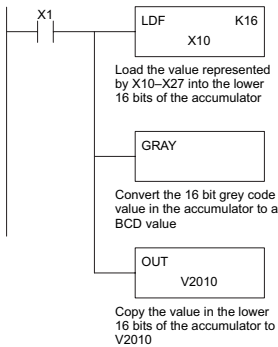 X1
LDF K16
X10
Load the value represented
by X10–X27 into the lower
16 bits of the accumulator
GRAY
Convert the 16 bit grey code
value in the accumulator to a
BCD value
OUT
V2010
Copy the value in the lower
16 bits of the accumulator to
V2010